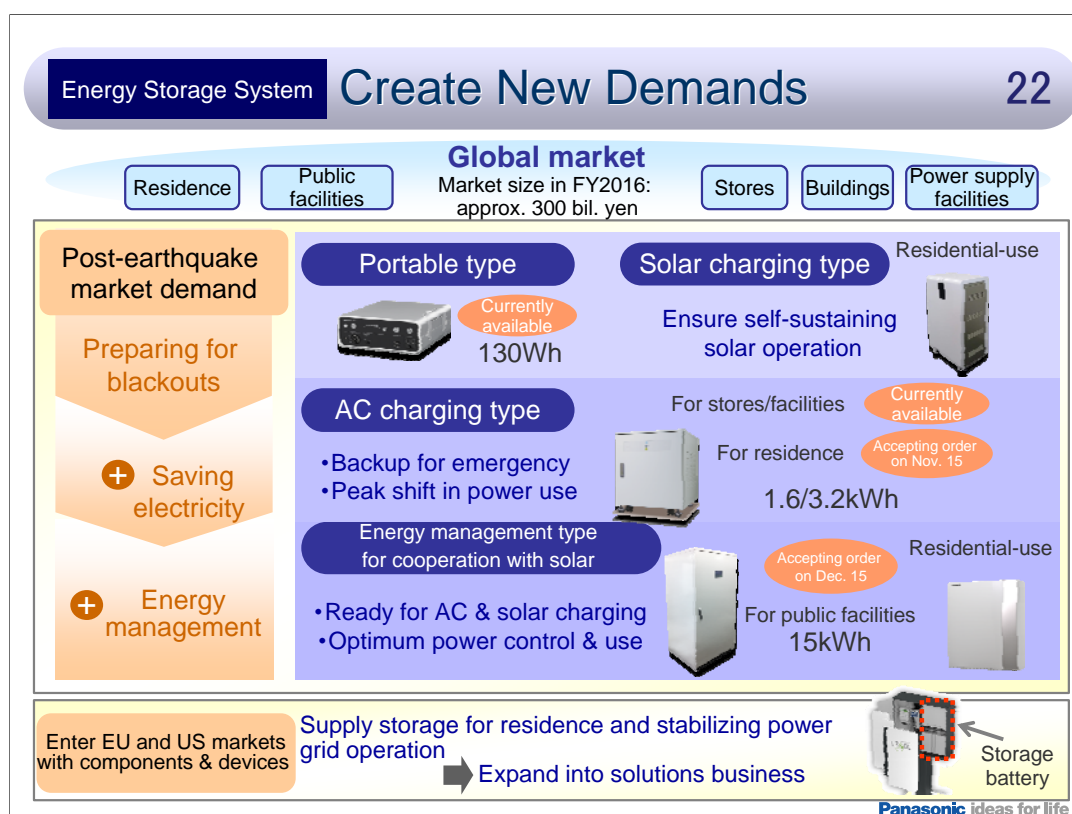 Energy Storage System
Create New Demands
22
Global market
Market size in FY2016:
approx. 300 bil. yen
Residence
Public
facilities
Stores
Buildings
Power supply
facilities
Post-earthquake
market demand
Preparing for
blackouts
+ Saving
electricity
+ Energy
management
Portable type
Currently
available
130Wh
Solar charging type
Residential-use
Ensure self-sustaining
solar operation
AC charging type
•Backup for emergency
•Peak shift in power use
For stores/facilities
Currently
available
For residence
Accepting order
on Nov. 15
1.6/3.2kWh
Energy management type
for cooperation with solar
•Ready for AC & solar charging
•Optimum power control & use
Accepting order
on Dec. 15
For public facilities
15kWh
Residential-use
Enter EU and US markets
with components & devices
Supply storage for residence and stabilizing power
grid operation
Expand into solutions business
Storage
battery
Panasonic ideas for life